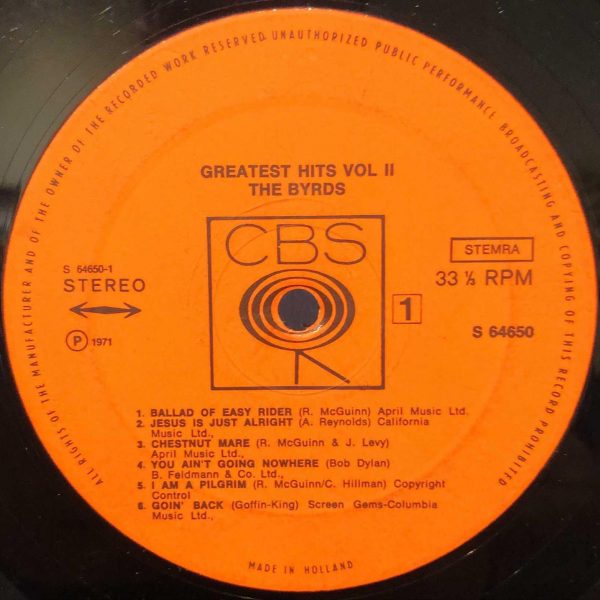 ALL RIGHTS OF THE MANUFACTURER AND OF THE OWNER OF THE RECORDED WORK RESERVED UNAUTHORIZED PUBLIC PERFORMANCE BROADCASTING AND COPYING OF THIS RECORD PROHIBITED
GREATEST HITS VOL II
THE BYRDS
CBS
STEMRA
S 64650-1
STEREO
33 ⅓ RPM
1
S 64650
P 1971
1. BALLAD OF EASY RIDER (R. McGuinn) April Music Ltd.
2. JESUS IS JUST ALRIGHT (A. Reynolds) California
Music Ltd.,
3. CHESTNUT MARE (R. McGuinn & J. Levy)
April Music Ltd.,
4. YOU AIN'T GOING NOWHERE (Bob Dylan)
B. Feldmann & Co. Ltd.,
5. I AM A PILGRIM (R. McGuinn/C. Hillman) Copyright
Control
6. GOIN' BACK (Goffin-King) Screen Gems-Columbia
Music Ltd.,
MADE IN HOLLAND